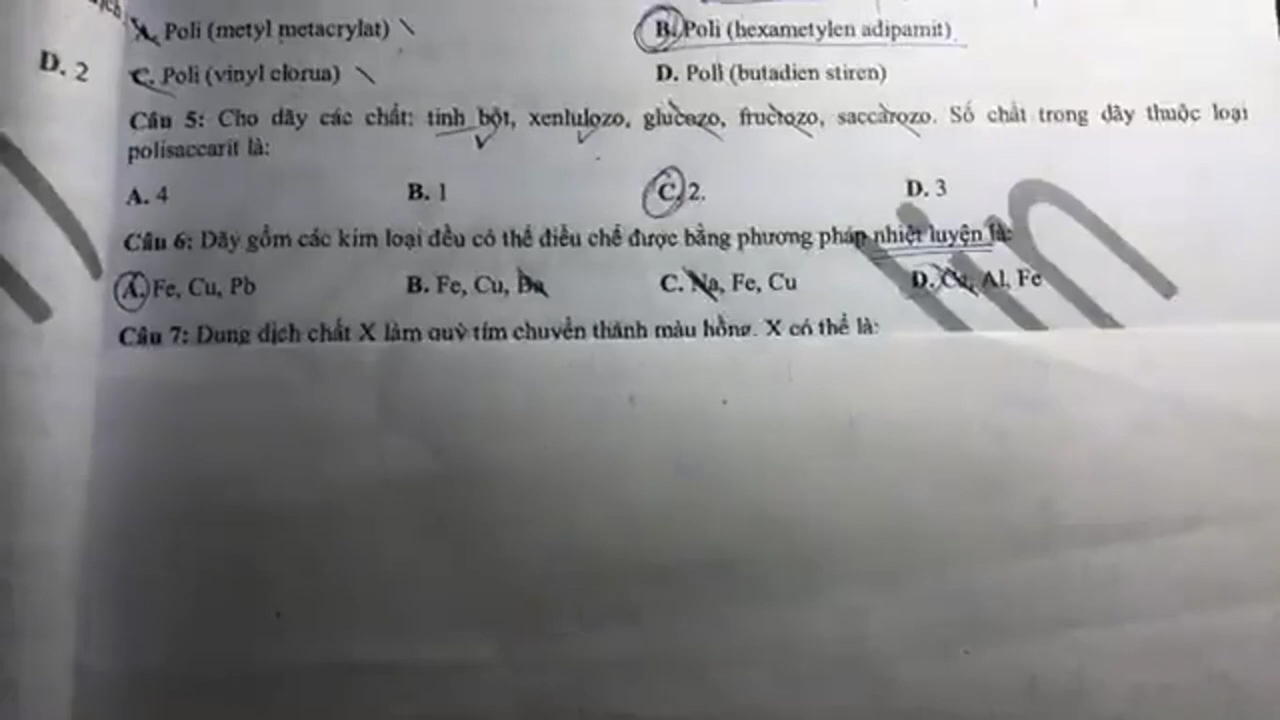 A. Poli (metyl metacrylat)
B. Poli (hexametylen adipamit)
D. 2
C. Poli (vinyl clorua)
D. Poli (butadien stiren)
Câu 5: Cho dãy các chất: tinh bột, xenlulozo, glucozo, fructozo, saccarozo. Số chất trong dãy thuộc loại
polisaccarit là:
A. 4
B. 1
C. 2.
D. 3
Câu 6: Dãy gồm các kim loại đều có thể điều chế được bằng phương pháp nhiệt luyện là:
A. Fe, Cu, Pb
B. Fe, Cu, Ba
C. Na, Fe, Cu
D. Ca, Al, Fe
Câu 7: Dung dịch chất X làm quỳ tím chuyển thành màu hồng. X có thể là:
in